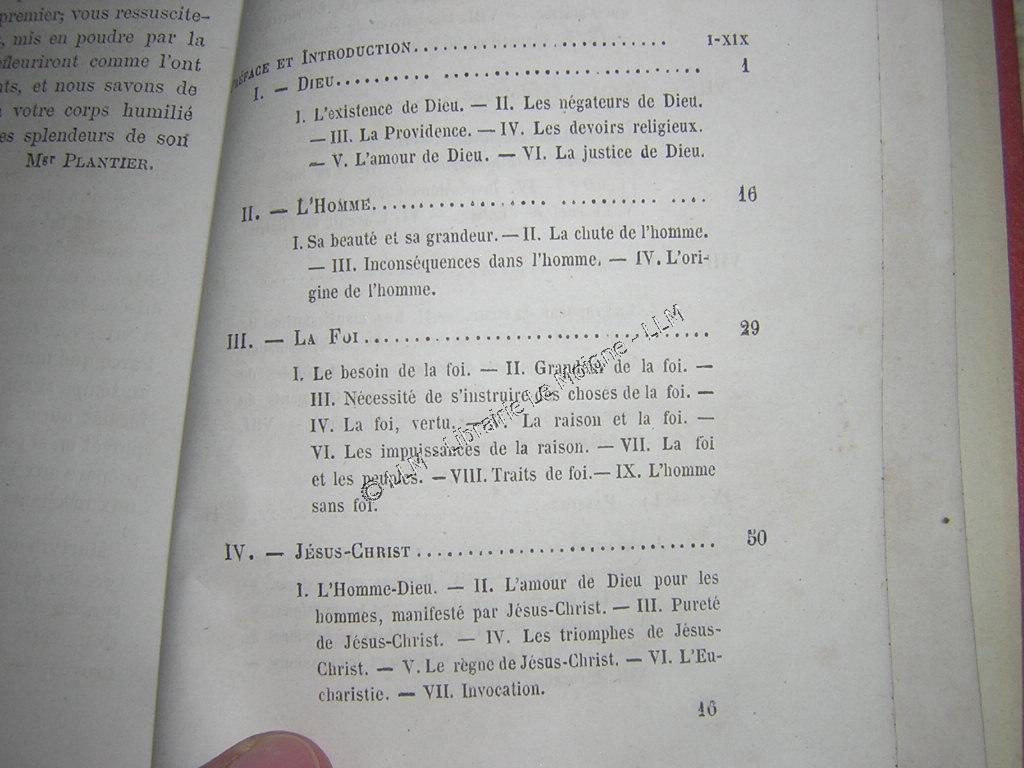 premier; vous ressuscite-
mis en poudre par la
fleuriront comme l'ont
et nous savons de
votre corps humilié
splendeurs de son
Mgr PLANTIER.
PRÉFACE ET INTRODUCTION........................ I-XIX
I. — DIEU............................ 1
I. L'existence de Dieu. — II. Les négateurs de Dieu.
— III. La Providence. — IV. Les devoirs religieux.
— V. L'amour de Dieu. — VI. La justice de Dieu.
II. — L'HOMME............................ 16
I. Sa beauté et sa grandeur. — II. La chute de l'homme.
— III. Inconséquences dans l'homme. — IV. L'ori-
gine de l'homme.
III. — LA FOI............................ 29
I. Le besoin de la foi. — II. Grandeur de la foi. —
III. Nécessité de s'instruire des choses de la foi. —
IV. La foi, vertu. — La raison et la foi. —
VI. Les impuissances de la raison. — VII. La foi
et les peuples. — VIII. Traits de foi. — IX. L'homme
sans foi.
IV. — JÉSUS-CHRIST............................ 50
I. L'Homme-Dieu. — II. L'amour de Dieu pour les
hommes, manifesté par Jésus-Christ. — III. Pureté
de Jésus-Christ. — IV. Les triomphes de Jésus-
Christ. — V. Le règne de Jésus-Christ. — VI. L'Eu-
charistie. — VII. Invocation.
16
© LLM - Librairie Le Moigne - LLM